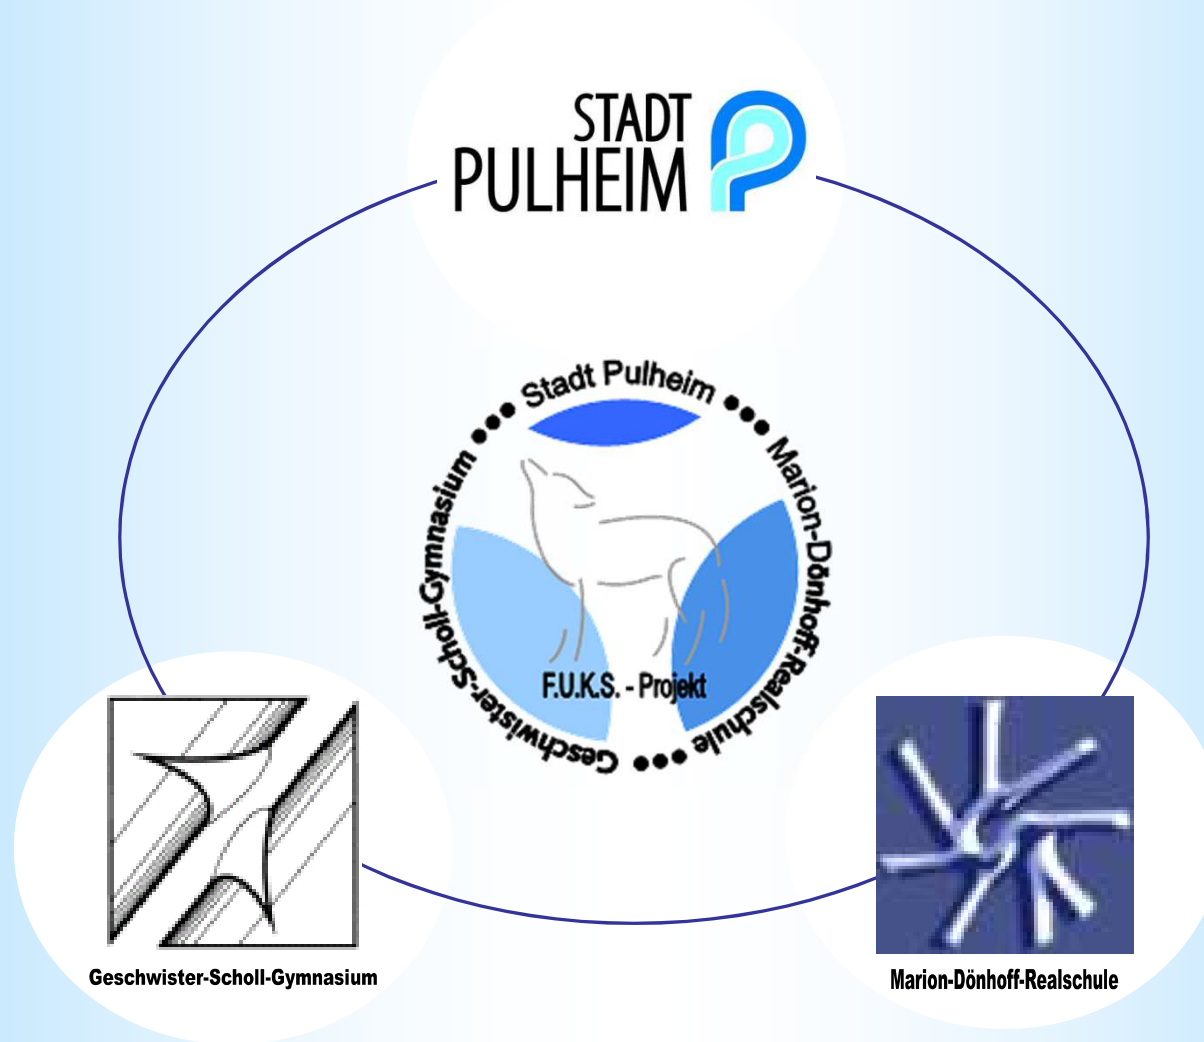 STADT
PULHEIM
Stadt Pulheim ••• Marion-Dönhoff-Realschule ••• Geschwister-Scholl-Gymnasium •••
F.U.K.S. - Projekt
Geschwister-Scholl-Gymnasium
Marion-Dönhoff-Realschule